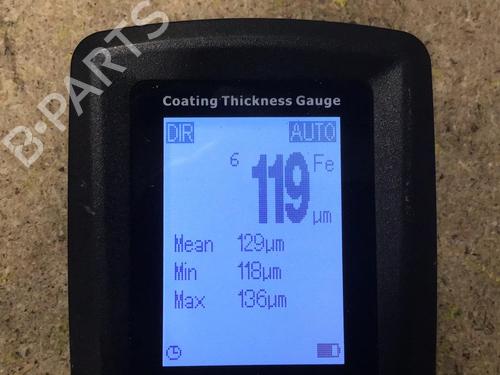 B-PARTS
Coating Thickness Gauge
DIR AUTO
6 119 Fe
µm
Mean 129µm
Min 118µm
Max 136µm